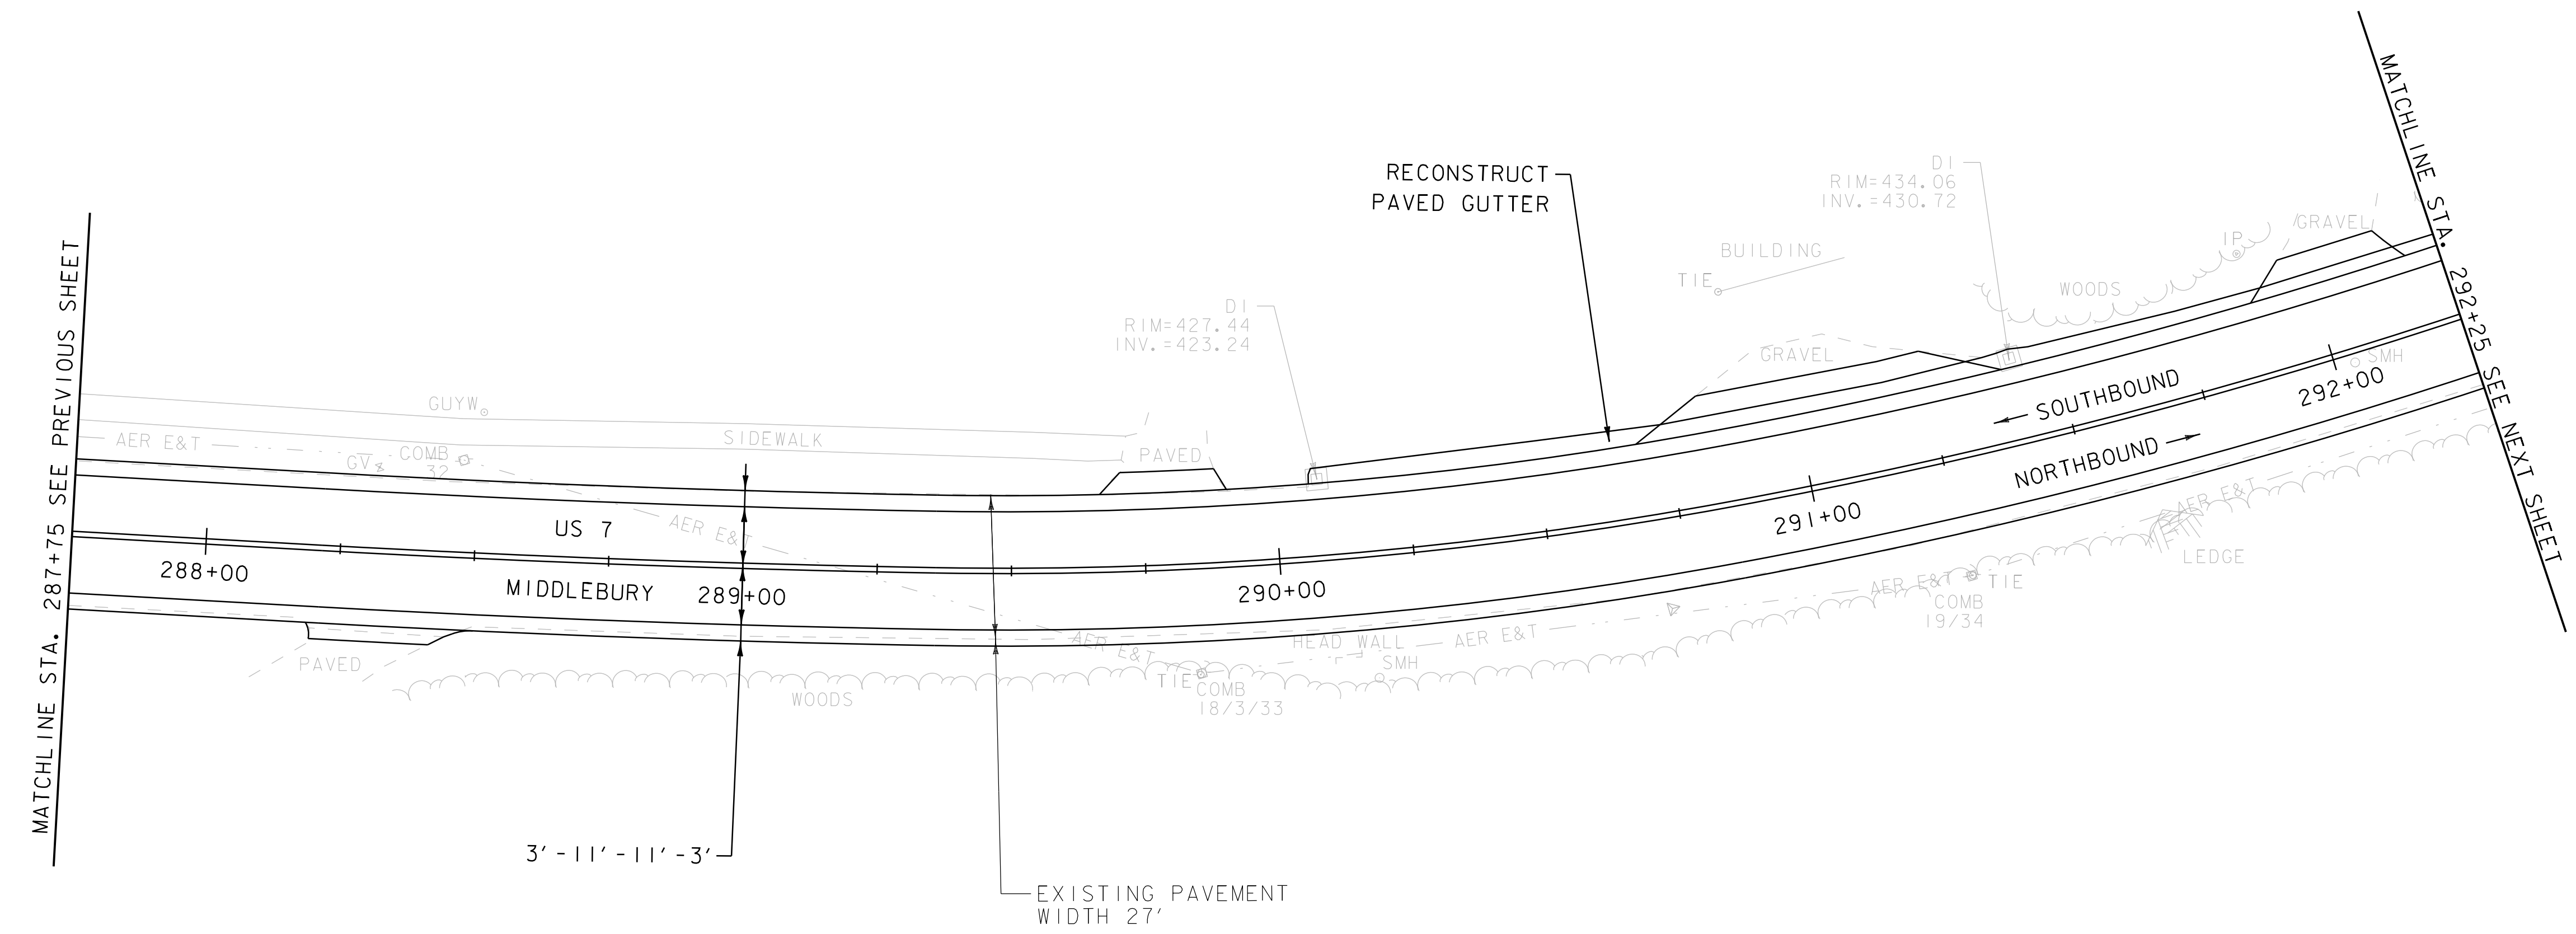 MATCHLINE STA. 287+75 SEE PREVIOUS SHEET
MATCHLINE STA. 292+25 SEE NEXT SHEET
RECONSTRUCT
PAVED GUTTER
DI
RIM=434.06
INV.=430.72
BUILDING
TIE
WOODS
IP
GRAVEL
DI
RIM=427.44
INV.=423.24
GRAVEL
SMH
GUYW
SIDEWALK
AER E&T
GV
COMB
32
PAVED
AER E&T
US 7
MIDDLEBURY
288+00
289+00
290+00
291+00
292+00
SOUTHBOUND
NORTHBOUND
AER E&T
LEDGE
AER E&T
TIE
COMB
19/34
HEAD WALL
AER E&T
AER E&T
SMH
TIE
COMB
18/3/33
PAVED
WOODS
3'-11'-11'-3'
EXISTING PAVEMENT
WIDTH 27'